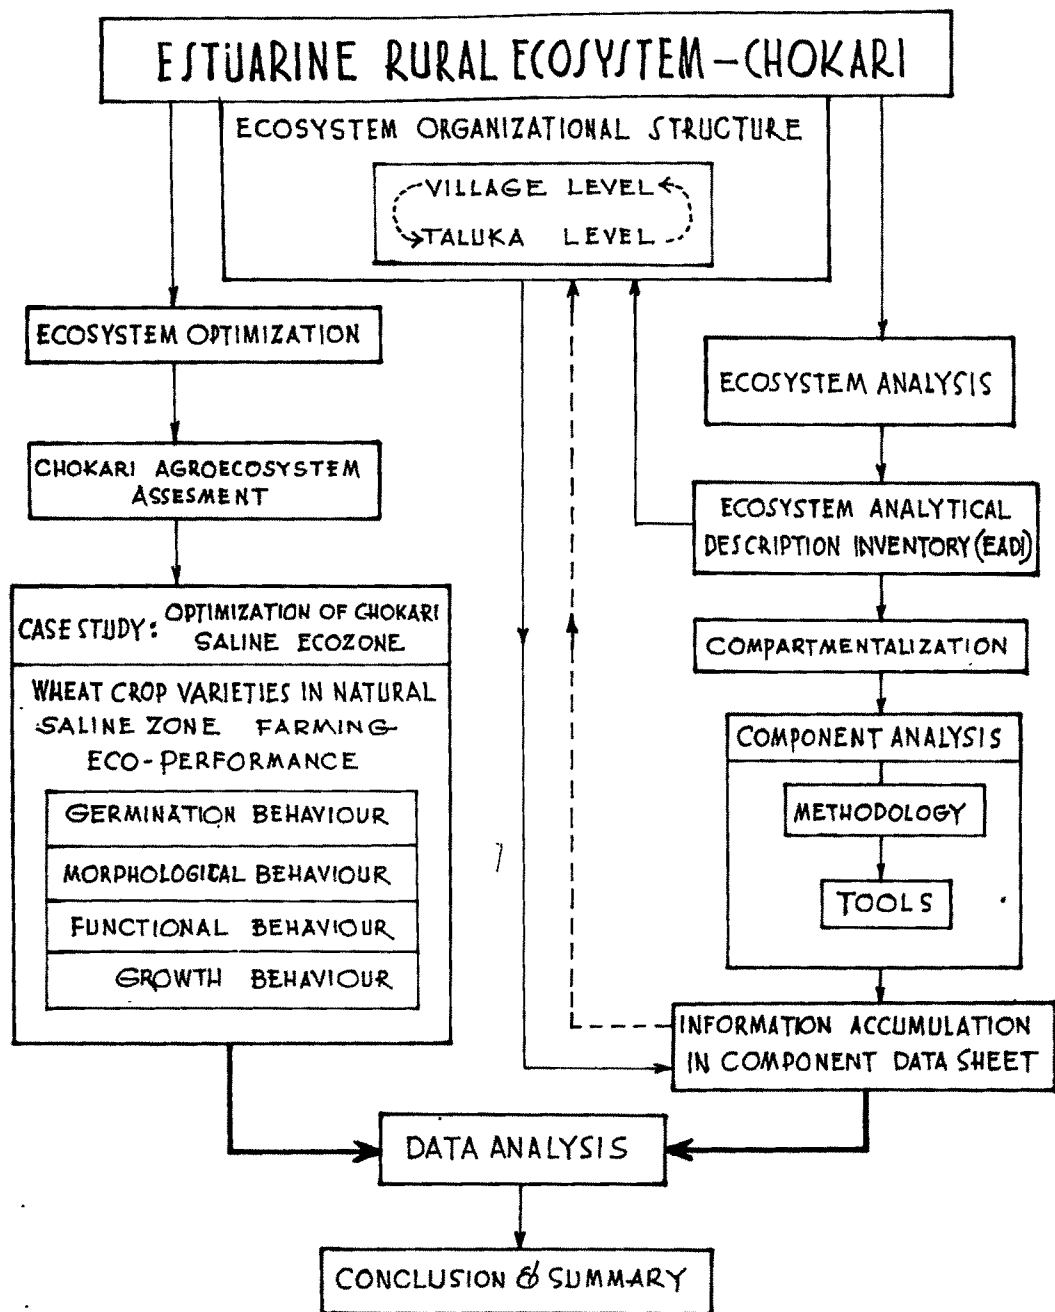 ESTUARINE RURAL ECOSYSTEM – CHOKARI
ECOSYSTEM ORGANIZATIONAL STRUCTURE
VILLAGE LEVEL
TALUKA LEVEL
ECOSYSTEM OPTIMIZATION
CHOKARI AGROECOSYSTEM
ASSESMENT
CASE STUDY: OPTIMIZATION OF CHOKARI
SALINE ECOZONE
WHEAT CROP VARIETIES IN NATURAL
SALINE ZONE FARMING
ECO-PERFORMANCE
GERMINATION BEHAVIOUR
MORPHOLOGICAL BEHAVIOUR
FUNCTIONAL BEHAVIOUR
GROWTH BEHAVIOUR
ECOSYSTEM ANALYSIS
ECOSYSTEM ANALYTICAL
DESCRIPTION INVENTORY (EADI)
COMPARTMENTALIZATION
COMPONENT ANALYSIS
METHODOLOGY
TOOLS
INFORMATION ACCUMULATION
IN COMPONENT DATA SHEET
DATA ANALYSIS
CONCLUSION & SUMMARY